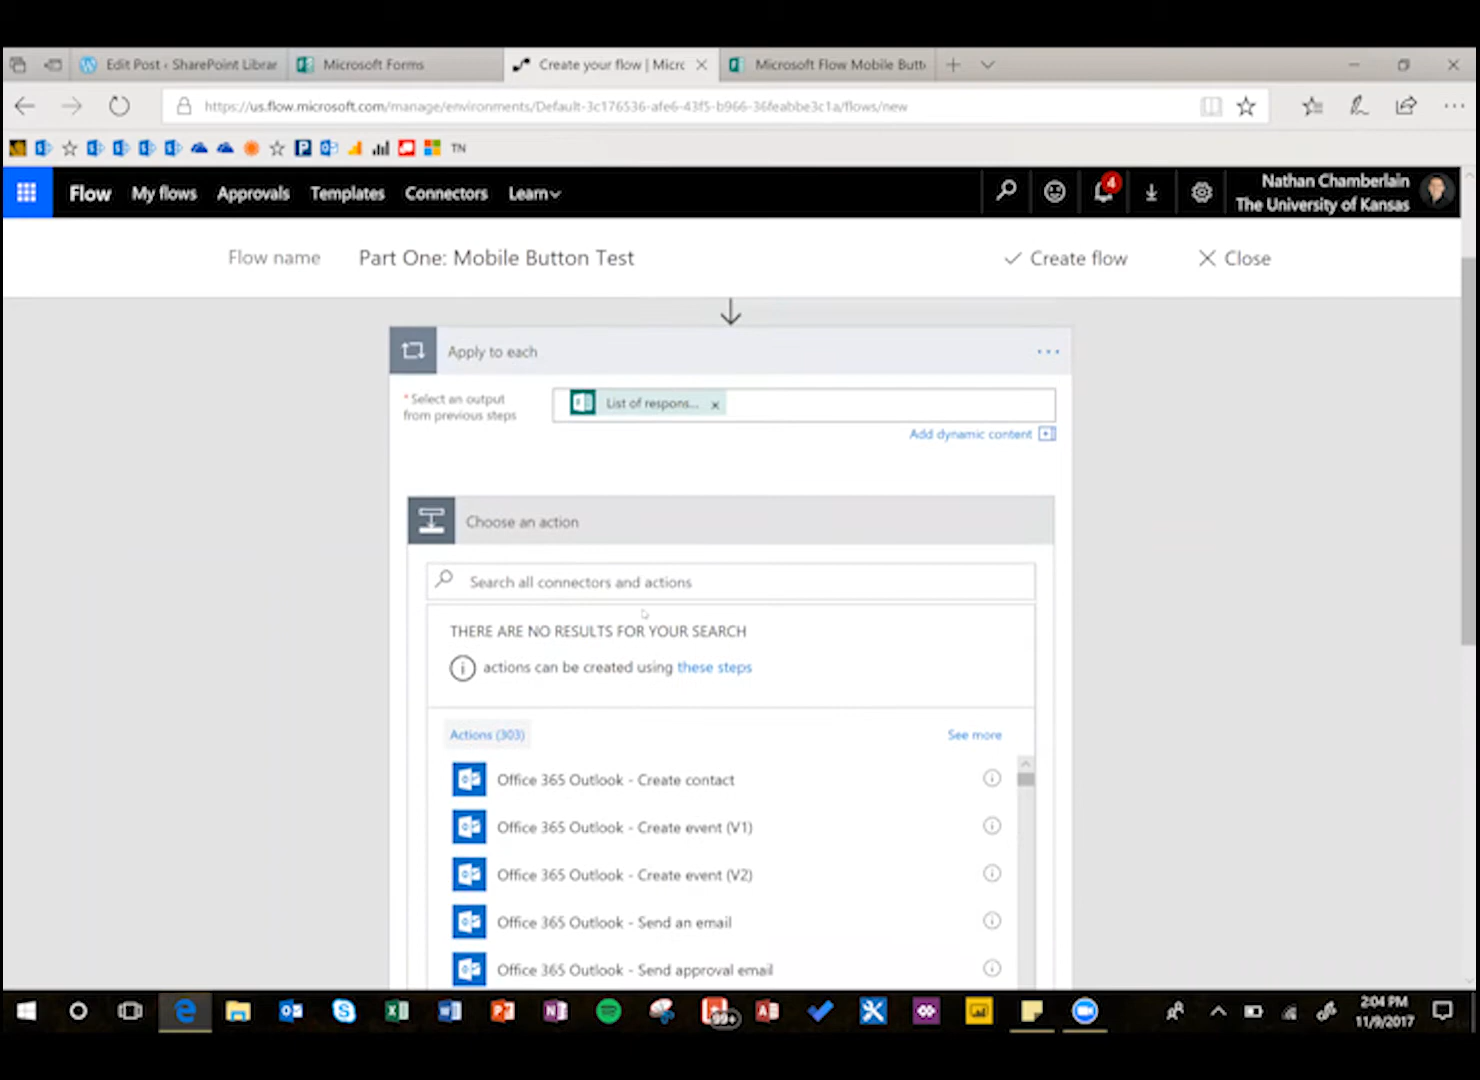 Edit Post ‹ SharePoint Librar
Microsoft Forms
Create your flow | Micrc
Microsoft Flow Mobile Butt
https://us.flow.microsoft.com/manage/environments/Default-3c176536-afe6-43f5-b966-36feabbe3c1a/flows/new
TN
Flow
My flows
Approvals
Templates
Connectors
Learn
4
Nathan Chamberlain
The University of Kansas
Flow name
Part One: Mobile Button Test
Create flow
Close
Apply to each
* Select an output
from previous steps
List of respons...
Add dynamic content
Choose an action
Search all connectors and actions
THERE ARE NO RESULTS FOR YOUR SEARCH
actions can be created using these steps
Actions (303)
See more
Office 365 Outlook - Create contact
Office 365 Outlook - Create event (V1)
Office 365 Outlook - Create event (V2)
Office 365 Outlook - Send an email
Office 365 Outlook - Send approval email
99+
2:04 PM
11/9/2017